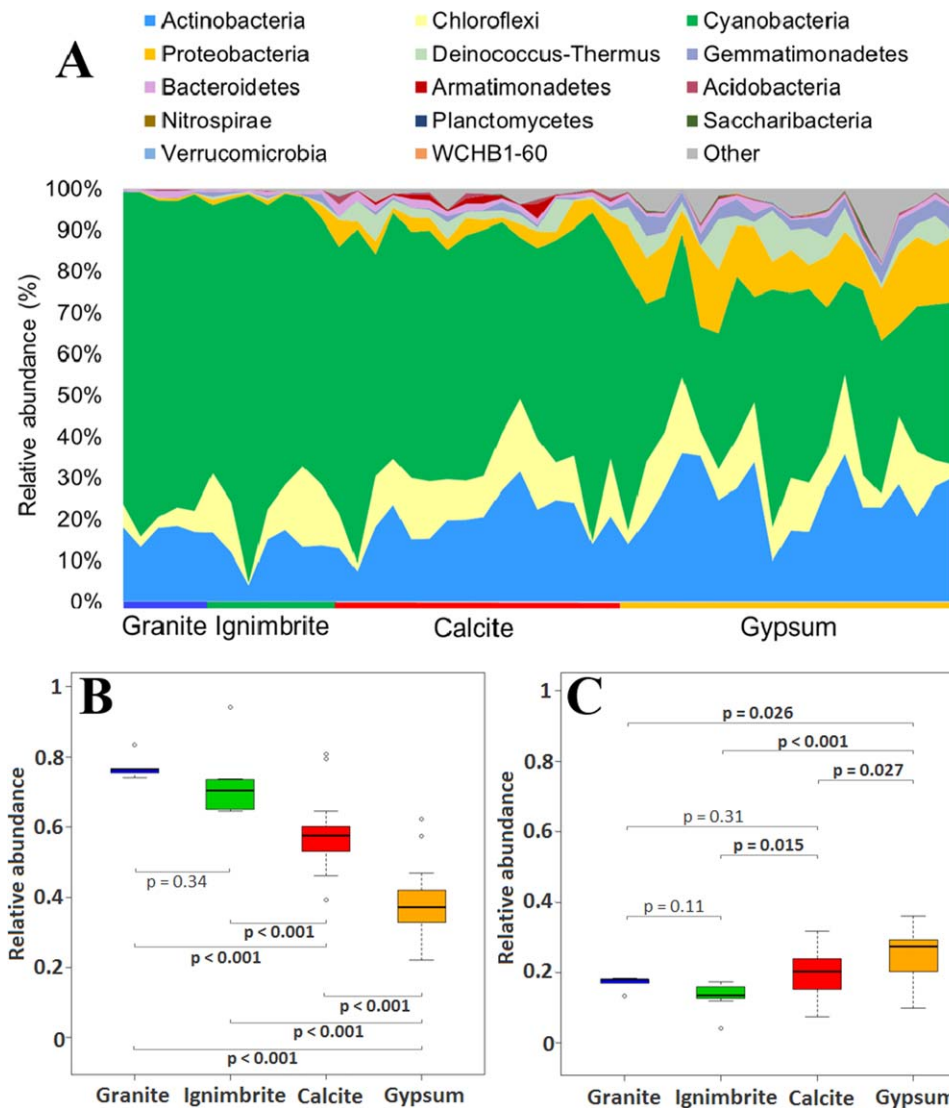 A
Actinobacteria Chloroflexi Cyanobacteria
Proteobacteria Deinococcus-Thermus Gemmatimonadetes
Bacteroidetes Armatimonadetes Acidobacteria
Nitrospirae Planctomycetes Saccharibacteria
Verrucomicrobia WCHB1-60 Other
Relative abundance (%)
100%
90%
80%
70%
60%
50%
40%
30%
20%
10%
0%
Granite Ignimbrite Calcite Gypsum
B
Relative abundance
1
0.8
0.6
0.4
0.2
0
p = 0.34
p < 0.001
p < 0.001
p < 0.001
p < 0.001
p < 0.001
Granite Ignimbrite Calcite Gypsum
C
Relative abundance
1
0.8
0.6
0.4
0.2
0
p = 0.026
p < 0.001
p = 0.027
p = 0.31
p = 0.015
p = 0.11
Granite Ignimbrite Calcite Gypsum